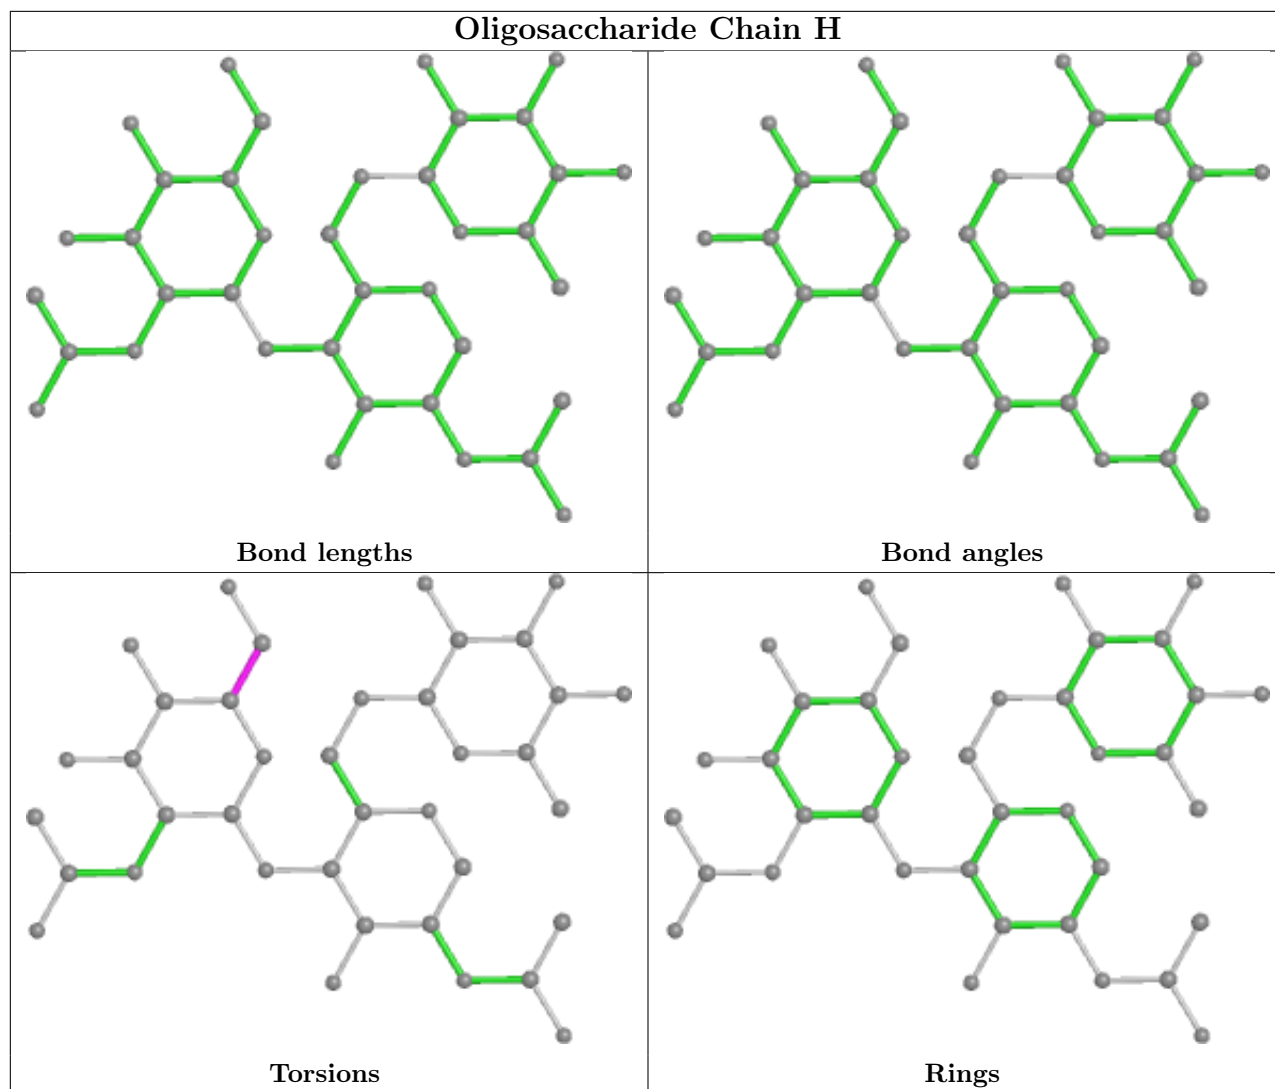 Oligosaccharide Chain H
Bond lengths
Bond angles
Torsions
Rings